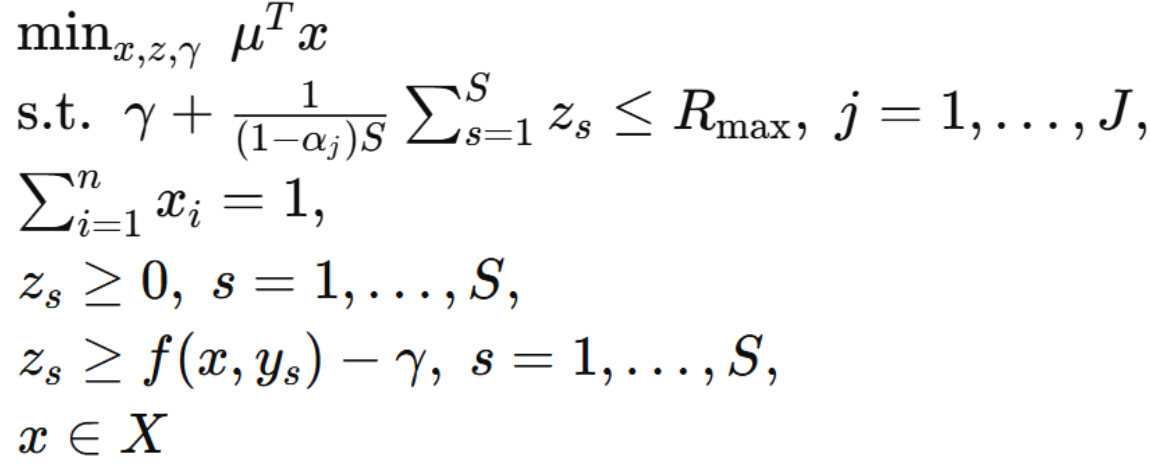 min_{x,z,γ} μ^T x
s.t. γ + \frac{1}{(1−α_j)S} ∑_{s=1}^{S} z_s ≤ R_max, j = 1, . . . , J,
∑_{i=1}^{n} x_i = 1,
z_s ≥ 0, s = 1, . . . , S,
z_s ≥ f(x, y_s) − γ, s = 1, . . . , S,
x ∈ X